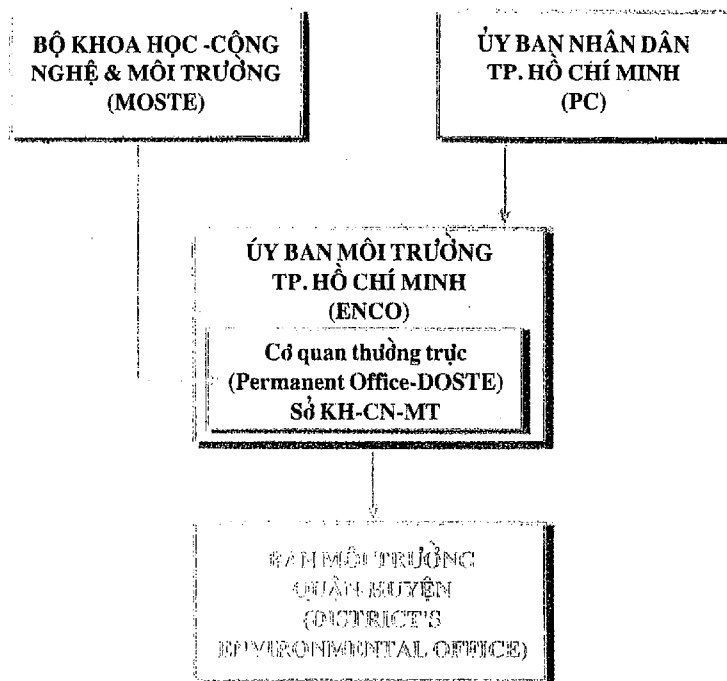 BỘ KHOA HỌC -CỘNG
NGHỆ & MÔI TRƯỜNG
(MOSTE)
ỦY BAN NHÂN DÂN
TP. HỒ CHÍ MINH
(PC)
ỦY BAN MÔI TRƯỜNG
TP. HỒ CHÍ MINH
(ENCO)
Cơ quan thường trực
(Permanent Office-DOSTE)
Sở KH-CN-MT
BAN MÔI TRƯỜNG
QUẬN-HUYỆN
(DISTRICT'S
ENVIRONMENTAL OFFICE)